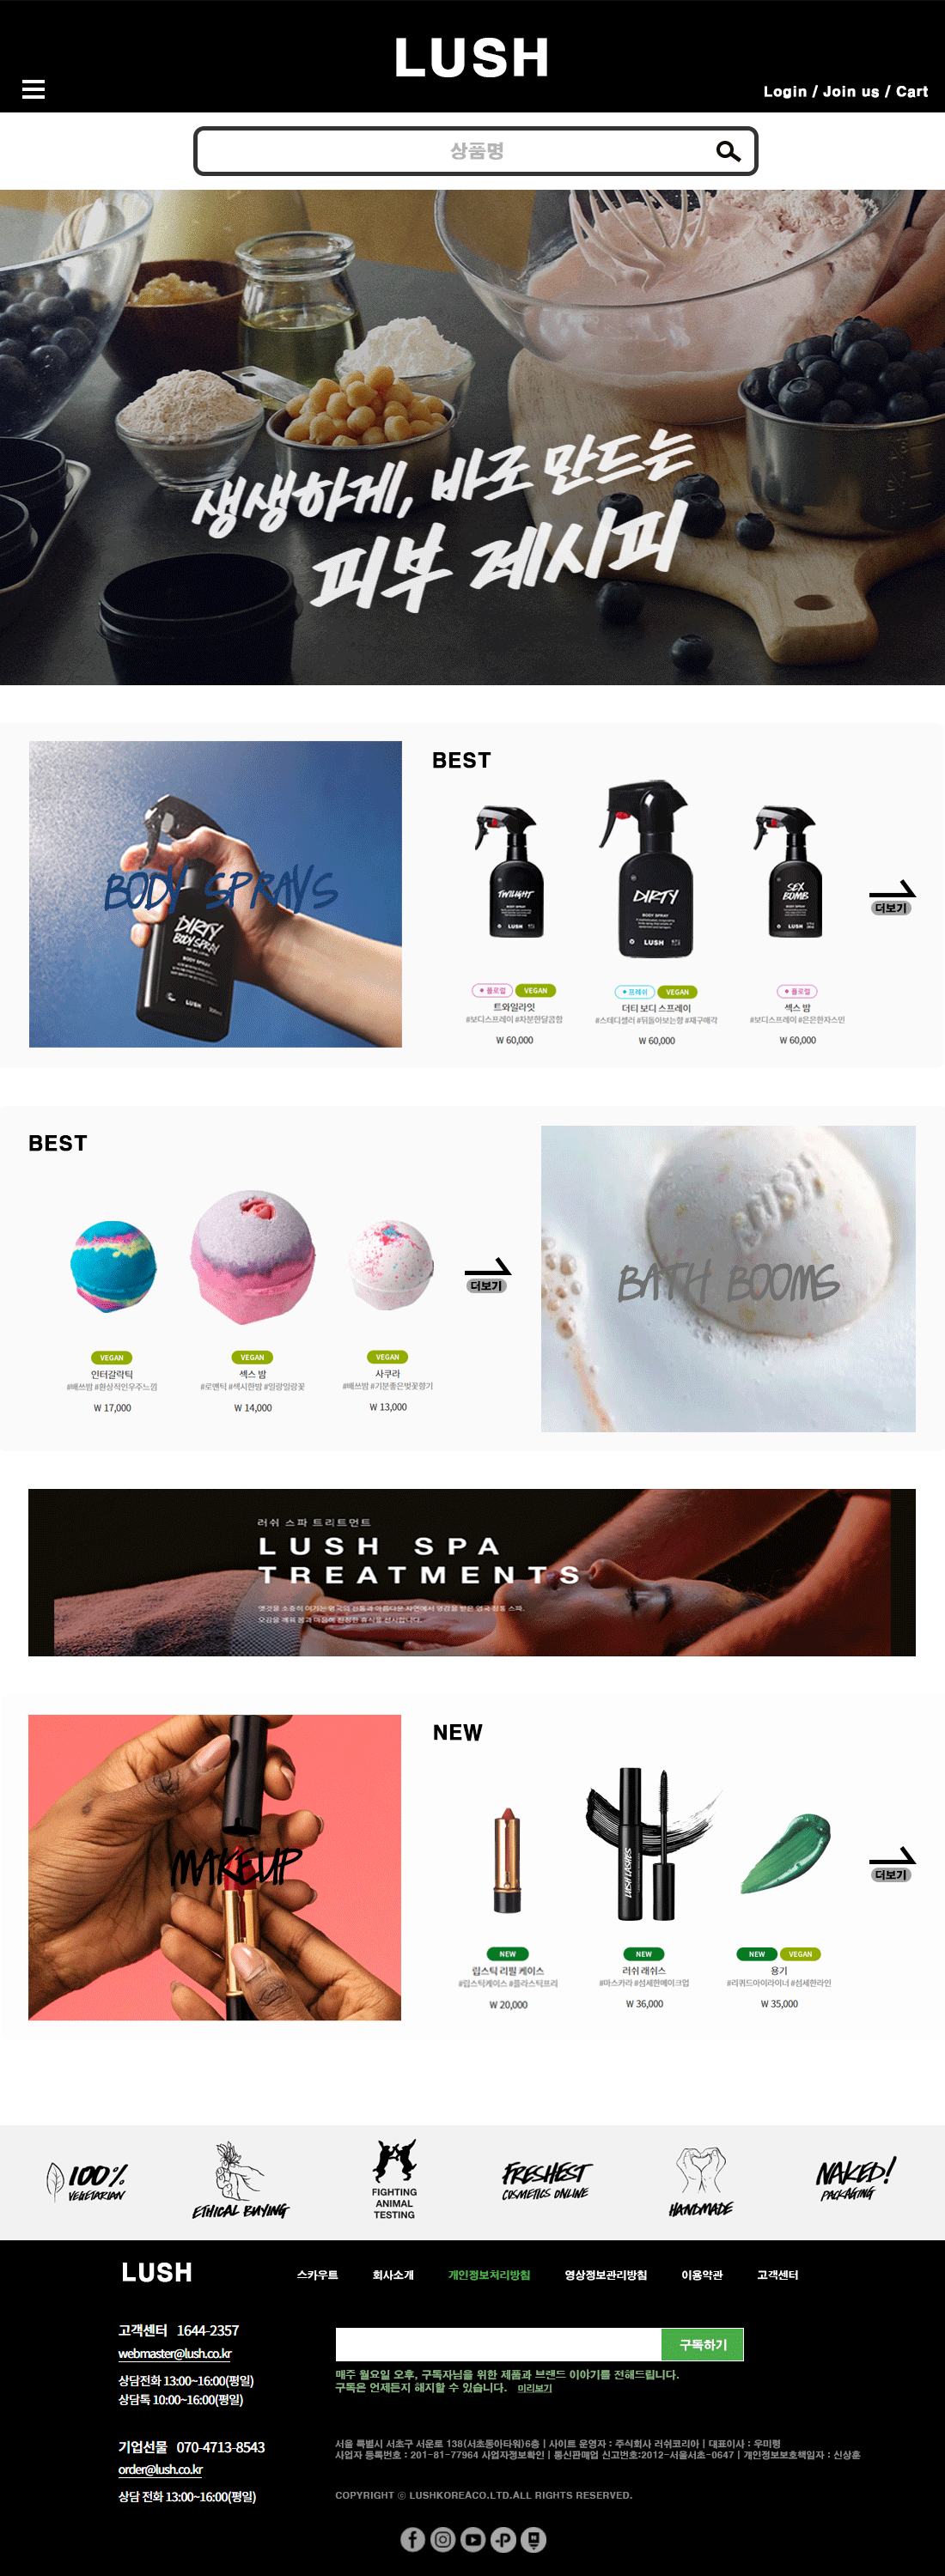 LUSH
Login / Join us / Cart
상품명
생생하게, 바로 만드는
피부 레시피
BODY SPRAYS
DIRTY
BODY SPRAY
BODY SPRAY
LUSH
BEST
TWILIGHT
BODY SPRAY
LUSH
DIRTY
BODY SPRAY
LUSH
SEX
BOMB
BODY SPRAY
LUSH
더보기
플로럴 VEGAN
트와일라잇
#보디스프레이 #차분한달콤함
₩ 60,000
프레쉬 VEGAN
더티 보디 스프레이
#스테디셀러 #뒤돌아보는향 #재구매각
₩ 60,000
플로럴
섹스 밤
#보디스프레이 #은은한자스민
₩ 60,000
BEST
더보기
VEGAN
인터갈락틱
#배쓰밤 #환상적인우주느낌
₩ 17,000
VEGAN
섹스 밤
#로맨틱 #섹시한밤 #일랑일랑꽃
₩ 14,000
VEGAN
사쿠라
#배쓰밤 #기분좋은벚꽃향기
₩ 13,000
BATH BOOMS
러쉬 스파 트리트먼트
LUSH SPA
TREATMENTS
MAKEUP
NEW
더보기
NEW
립스틱 리필 케이스
#립스틱케이스 #플라스틱프리
₩ 20,000
NEW
러쉬 래쉬스
#마스카라 #섬세한메이크업
₩ 36,000
NEW VEGAN
용기
#리퀴드아이라이너 #섬세한라인
₩ 35,000
100%
VEGETARIAN
ETHICAL BUYING
FIGHTING
ANIMAL
TESTING
FRESHEST
COSMETICS ONLINE
HANDMADE
NAKED!
PACKAGING
LUSH
스카우트 회사소개 개인정보처리방침 영상정보관리방침 이용약관 고객센터
고객센터 1644-2357
webmaster@lush.co.kr
상담전화 13:00~16:00(평일)
상담톡 10:00~16:00(평일)
구독하기
매주 월요일 오후, 구독자님을 위한 제품과 브랜드 이야기를 전해드립니다.
구독은 언제든지 해지할 수 있습니다. 미리보기
기업선물 070-4713-8543
order@lush.co.kr
상담 전화 13:00~16:00(평일)
서울 특별시 서초구 서운로 138(서초동아타워)6층 | 사이트 운영자 : 주식회사 러쉬코리아 | 대표이사 : 우미령
사업자 등록번호 : 201-81-77964 사업자정보확인 | 통신판매업 신고번호:2012-서울서초-0647 | 개인정보보호책임자 : 신상훈
COPYRIGHT ⓒ LUSHKOREACO.LTD.ALL RIGHTS RESERVED.